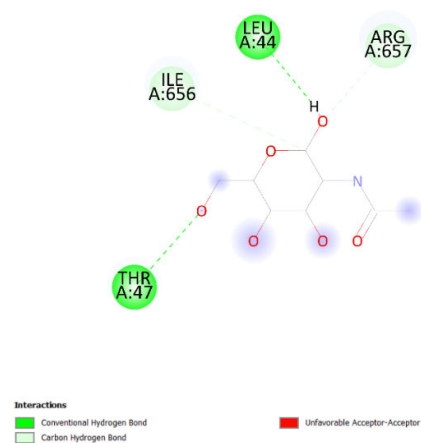 LEU
A:44
ARG
A:657
ILE
A:656
H
O
O
N
O
O
O
O
THR
A:47
Interactions
Conventional Hydrogen Bond
Carbon Hydrogen Bond
Unfavorable Acceptor-Acceptor